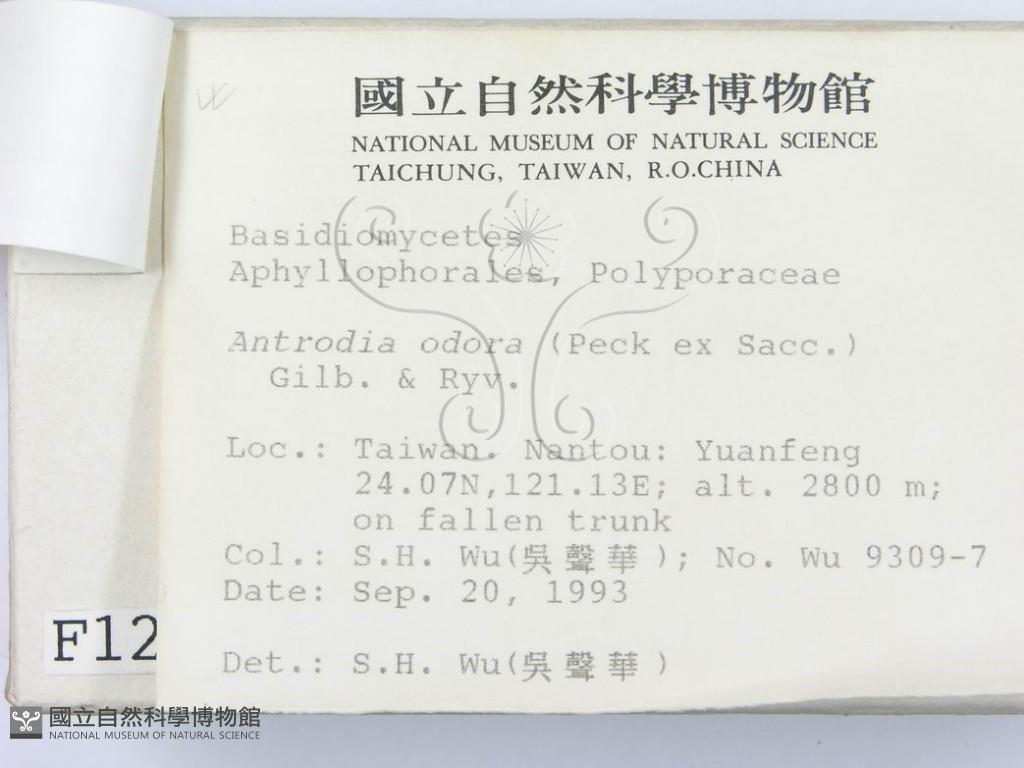 國立自然科學博物館
NATIONAL MUSEUM OF NATURAL SCIENCE
TAICHUNG, TAIWAN, R.O.CHINA
Basidiomycetes
Aphyllophorales, Polyporaceae
Antrodia odora (Peck ex Sacc.)
Gilb. & Ryv.
Loc.: Taiwan. Nantou: Yuanfeng
24.07N,121.13E; alt. 2800 m;
on fallen trunk
Col.: S.H. Wu(吳聲華); No. Wu 9309-7
Date: Sep. 20, 1993
Det.: S.H. Wu(吳聲華)
F12
國立自然科學博物館
NATIONAL MUSEUM OF NATURAL SCIENCE